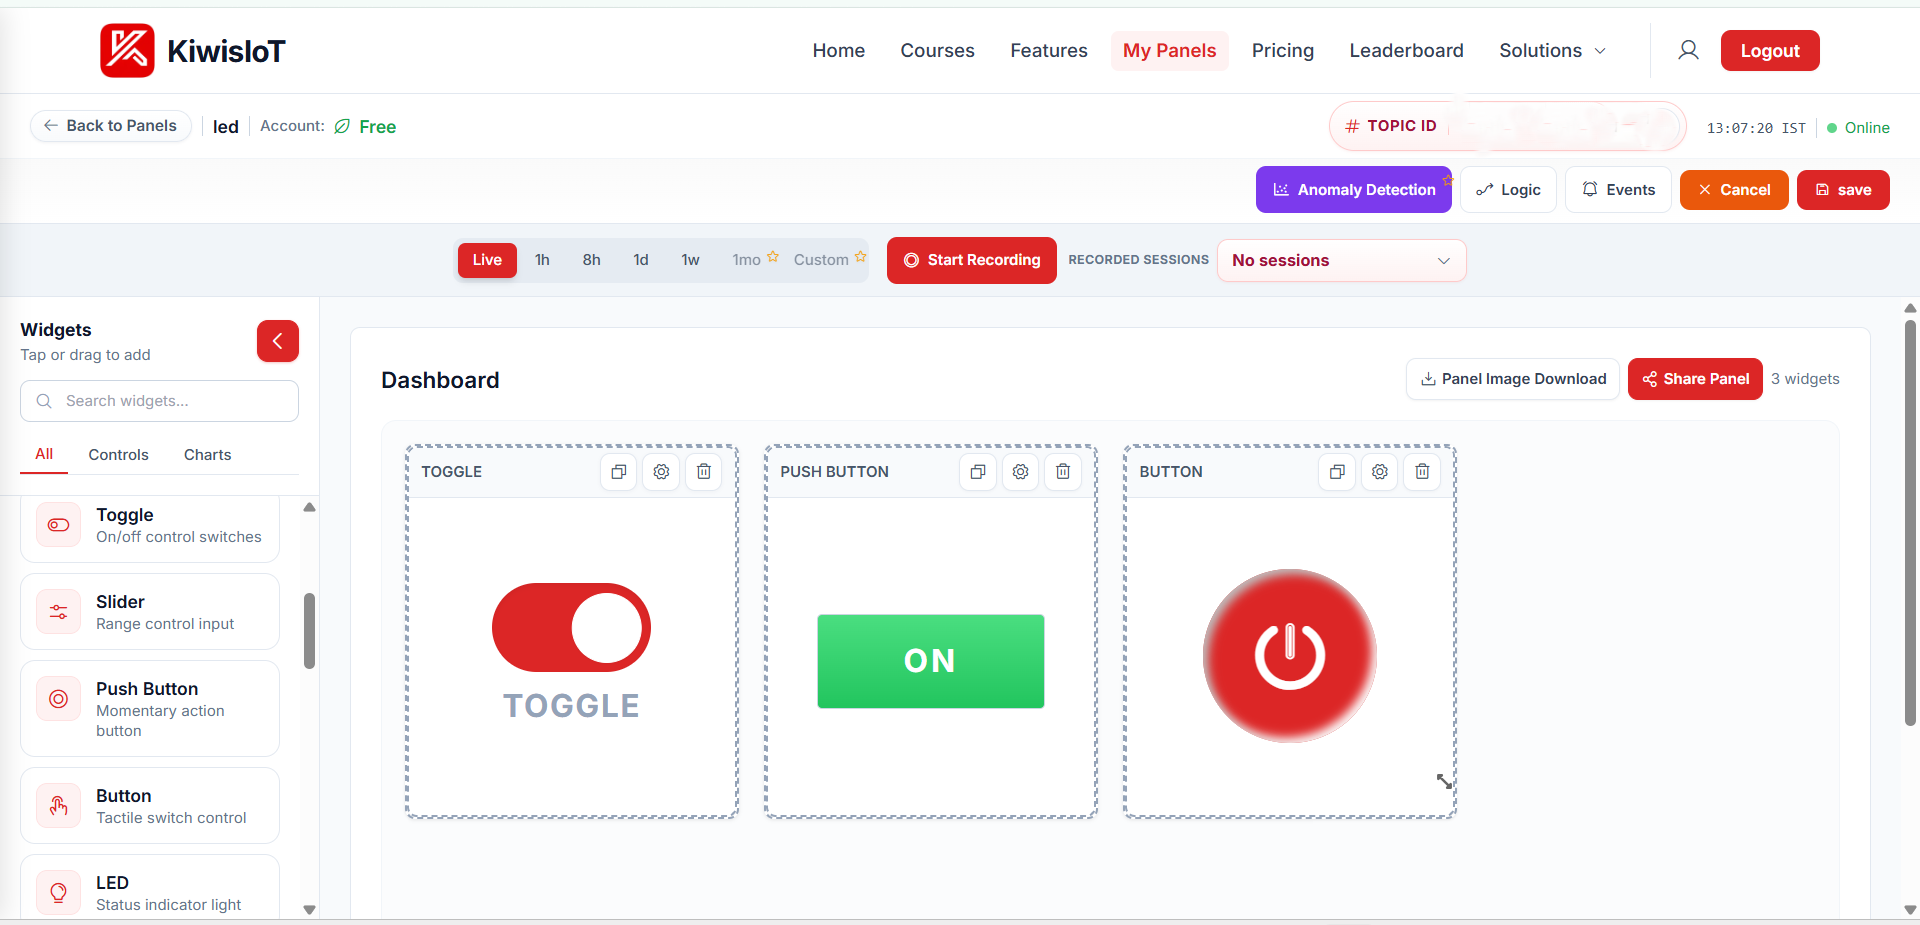 KiwisIoT
Home Courses Features My Panels Pricing Leaderboard Solutions Logout
Back to Panels led Account: Free # TOPIC ID 13:07:20 IST Online
Anomaly Detection Logic Events Cancel save
Live 1h 8h 1d 1w 1mo Custom Start Recording RECORDED SESSIONS No sessions
Widgets
Tap or drag to add
Search widgets...
All Controls Charts
Toggle
On/off control switches
Slider
Range control input
Push Button
Momentary action
button
Button
Tactile switch control
LED
Status indicator light
Dashboard Panel Image Download Share Panel 3 widgets
TOGGLE PUSH BUTTON BUTTON
ON
TOGGLE